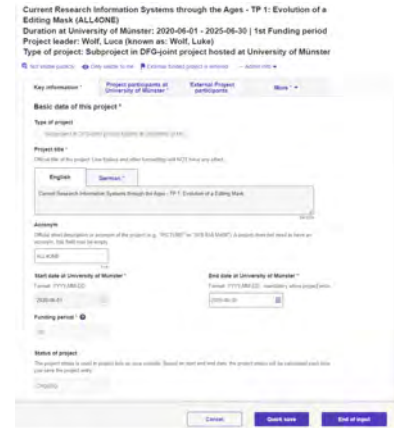 Current Research Information Systems through the Ages - TP 1: Evolution of a
Editing Mask (ALL4ONE)
Duration at University of Münster: 2020-06-01 - 2025-06-30 | 1st Funding period
Project leader: Wolf, Luca (known as: Wolf, Luke)
Type of project: Subproject in DFG-joint project hosted at University of Münster
Key information *
Project participants at
University of Münster *
External Project
participants
More *
Basic data of this project *
Type of project
Project title *
English
German *
Current Research Information Systems through the Ages - TP 1: Evolution of a Editing Mask
Acronym
ALL4ONE
Start date at University of Münster *
End date at University of Münster *
2020-06-01
2025-06-30
Funding period *
Status of project
Cancel
Quick save
End of input